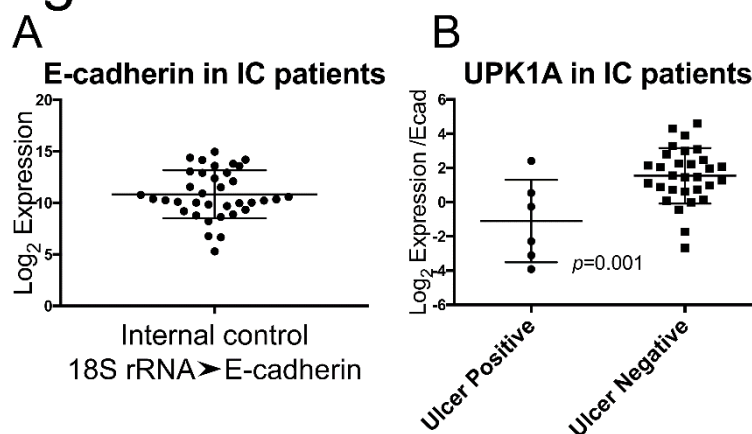 A
E-cadherin in IC patients
Log2 Expression
20
15
10
5
0
Internal control
18S rRNA➤E-cadherin
B
UPK1A in IC patients
Log2 Expression /Ecad
6
4
2
0
-2
-4
-6
p=0.001
Ulcer Positive
Ulcer Negative